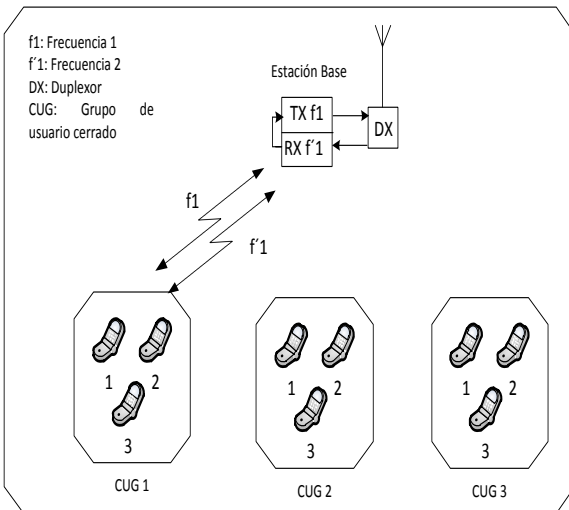 f1: Frecuencia 1
f´1: Frecuencia 2
DX: Duplexor
CUG: Grupo de
usuario cerrado
Estación Base
TX f1
RX f´1
DX
f1
f´1
1 2
3
CUG 1
1 2
3
CUG 2
1 2
3
CUG 3